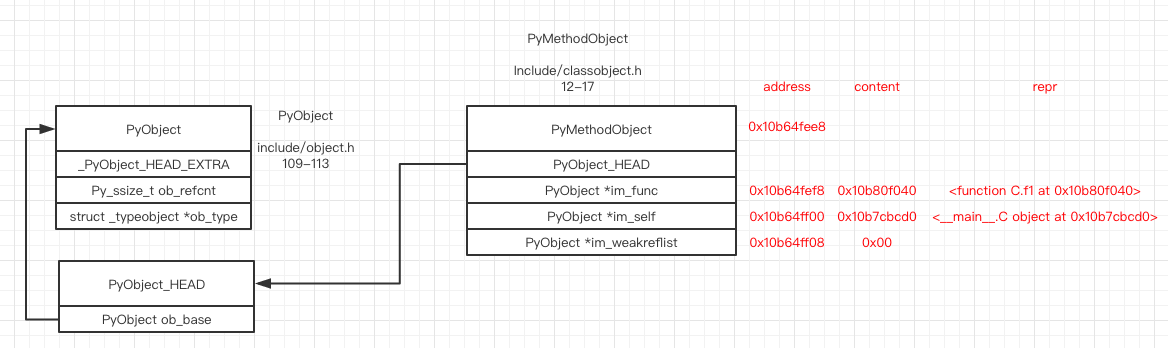 PyMethodObject
Include/classobject.h
12-17
address content repr
PyObject
_PyObject_HEAD_EXTRA
Py_ssize_t ob_refcnt
struct _typeobject *ob_type
PyObject
include/object.h
109-113
PyMethodObject 0x10b64fee8
PyObject_HEAD
PyObject *im_func 0x10b64fef8 0x10b80f040 <function C.f1 at 0x10b80f040>
PyObject *im_self 0x10b64ff00 0x10b7cbcd0 <__main__.C object at 0x10b7cbcd0>
PyObject *im_weakreflist 0x10b64ff08 0x00
PyObject_HEAD
PyObject ob_base